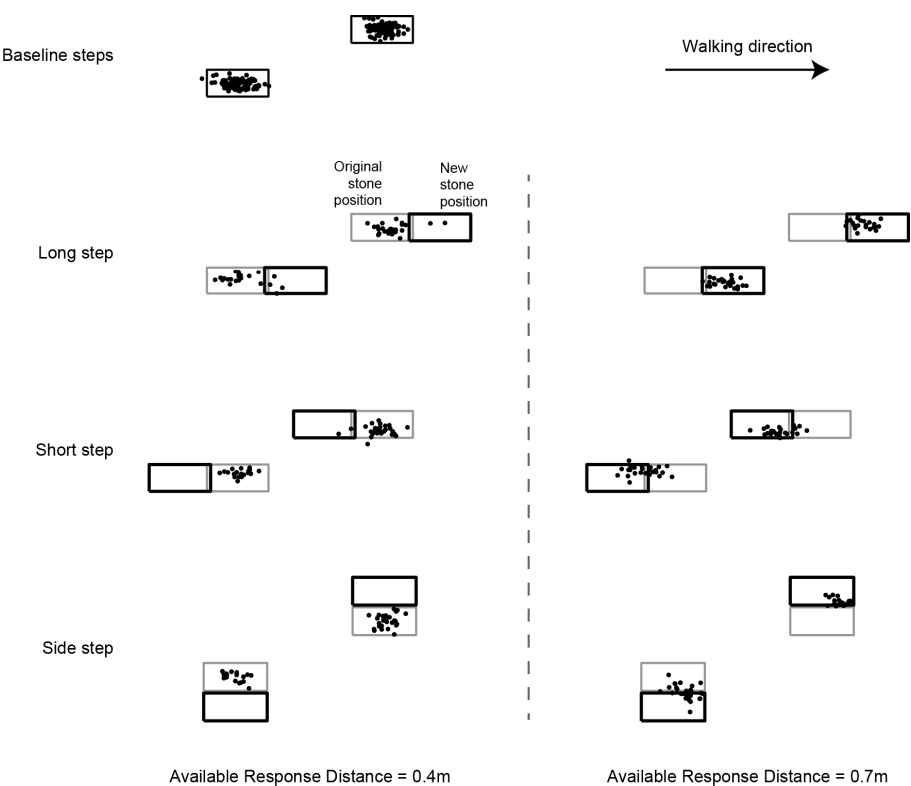 Baseline steps
Walking direction
Original
stone
position
New
stone
position
Long step
Short step
Side step
Available Response Distance = 0.4m
Available Response Distance = 0.7m